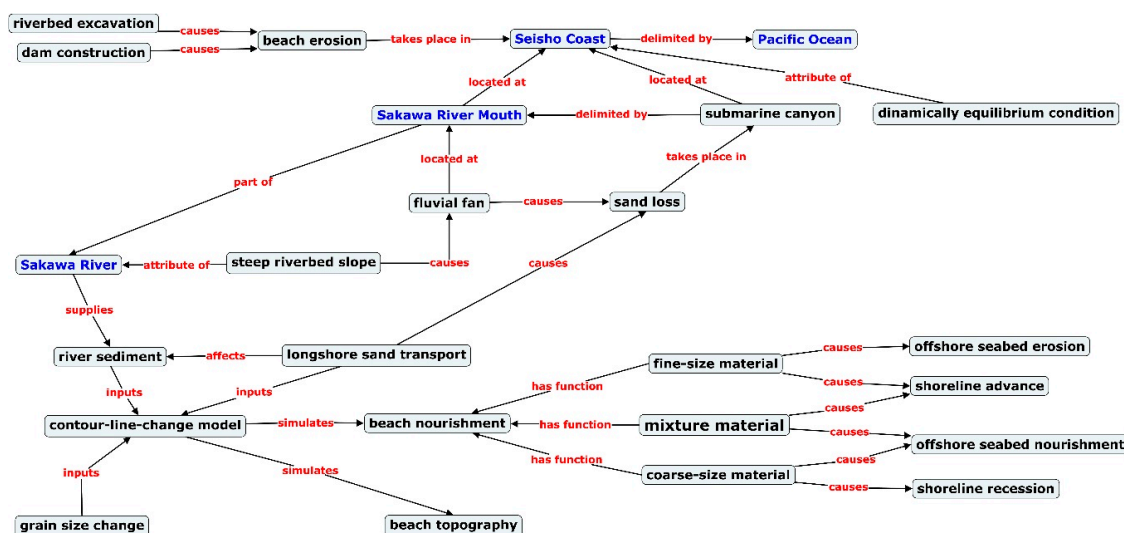 riverbed excavation
causes
dam construction
causes
beach erosion
takes place in
Seisho Coast
delimited by
Pacific Ocean
located at
located at
attribute of
Sakawa River Mouth
delimited by
submarine canyon
dinamically equilibrium condition
takes place in
part of
located at
fluvial fan
causes
sand loss
Sakawa River
attribute of
steep riverbed slope
causes
causes
supplies
river sediment
affects
longshore sand transport
fine-size material
causes
offshore seabed erosion
causes
shoreline advance
inputs
inputs
has function
contour-line-change model
simulates
beach nourishment
has function
mixture material
causes
causes
offshore seabed nourishment
has function
coarse-size material
causes
causes
shoreline recession
inputs
simulates
grain size change
beach topography